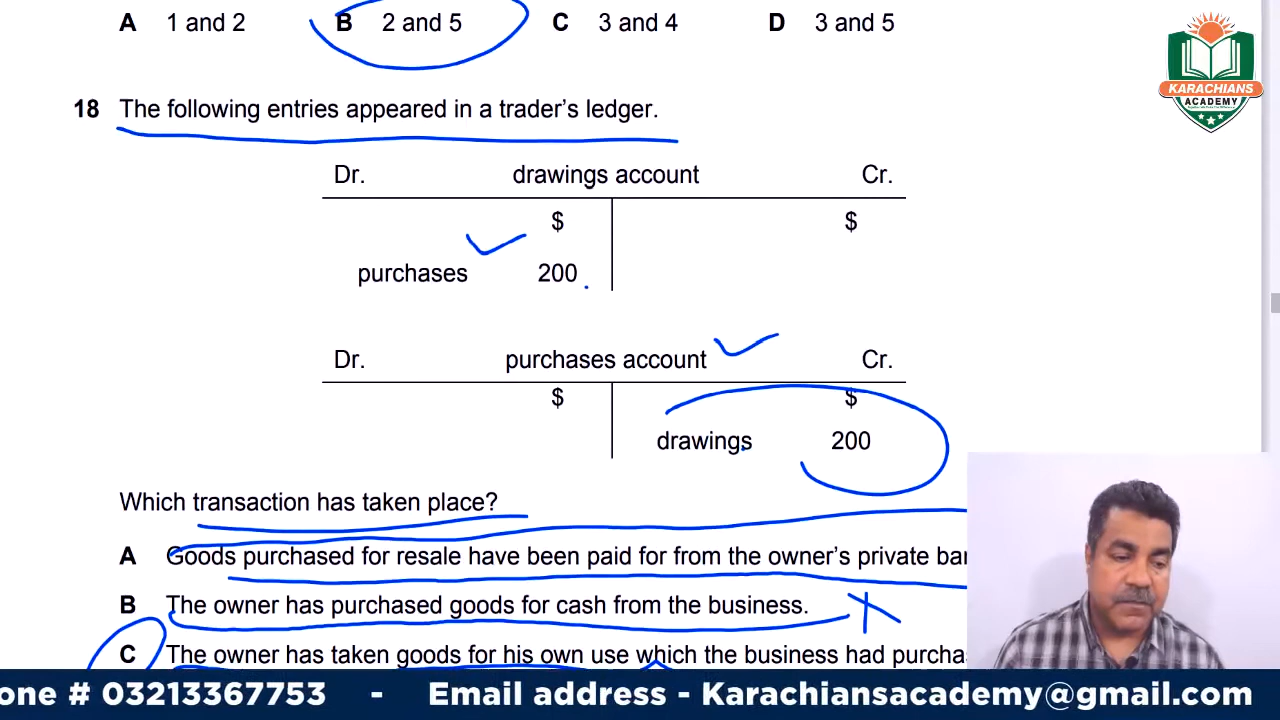 A 1 and 2 B 2 and 5 C 3 and 4 D 3 and 5
KARACHIANS
ACADEMY
18 The following entries appeared in a trader's ledger.
Dr. drawings account Cr.
$ $
purchases 200
Dr. purchases account Cr.
$ $
drawings 200
Which transaction has taken place?
A Goods purchased for resale have been paid for from the owner's private
B The owner has purchased goods for cash from the business.
C The owner has taken goods for his own use which the business had
one # 03213367753 - Email address - Karachiansacademy@gmail.com